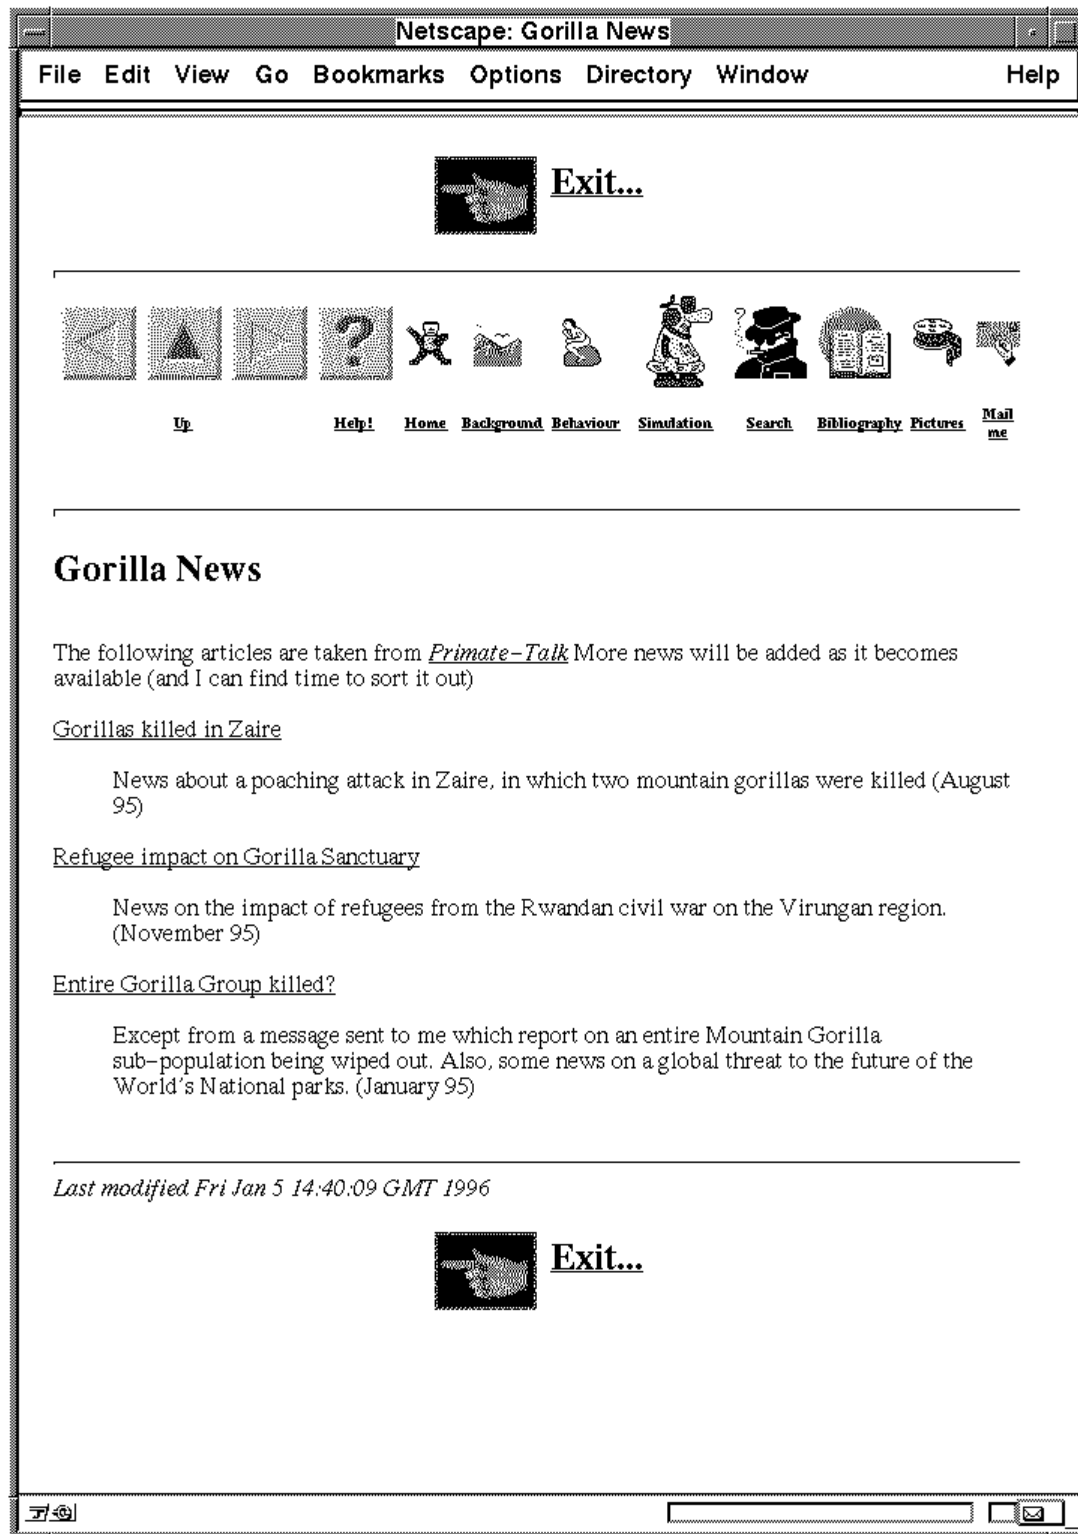 Netscape: Gorilla News
File Edit View Go Bookmarks Options Directory Window Help
Exit...
?
?
Up Help! Home Background Behaviour Simulation Search Bibliography Pictures Mail me
Gorilla News
The following articles are taken from Primate-Talk More news will be added as it becomes
available (and I can find time to sort it out)
Gorillas killed in Zaire
News about a poaching attack in Zaire, in which two mountain gorillas were killed (August
95)
Refugee impact on Gorilla Sanctuary
News on the impact of refugees from the Rwandan civil war on the Virungan region.
(November 95)
Entire Gorilla Group killed?
Except from a message sent to me which report on an entire Mountain Gorilla
sub-population being wiped out. Also, some news on a global threat to the future of the
World's National parks. (January 95)
Last modified Fri Jan 5 14:40:09 GMT 1996
Exit...